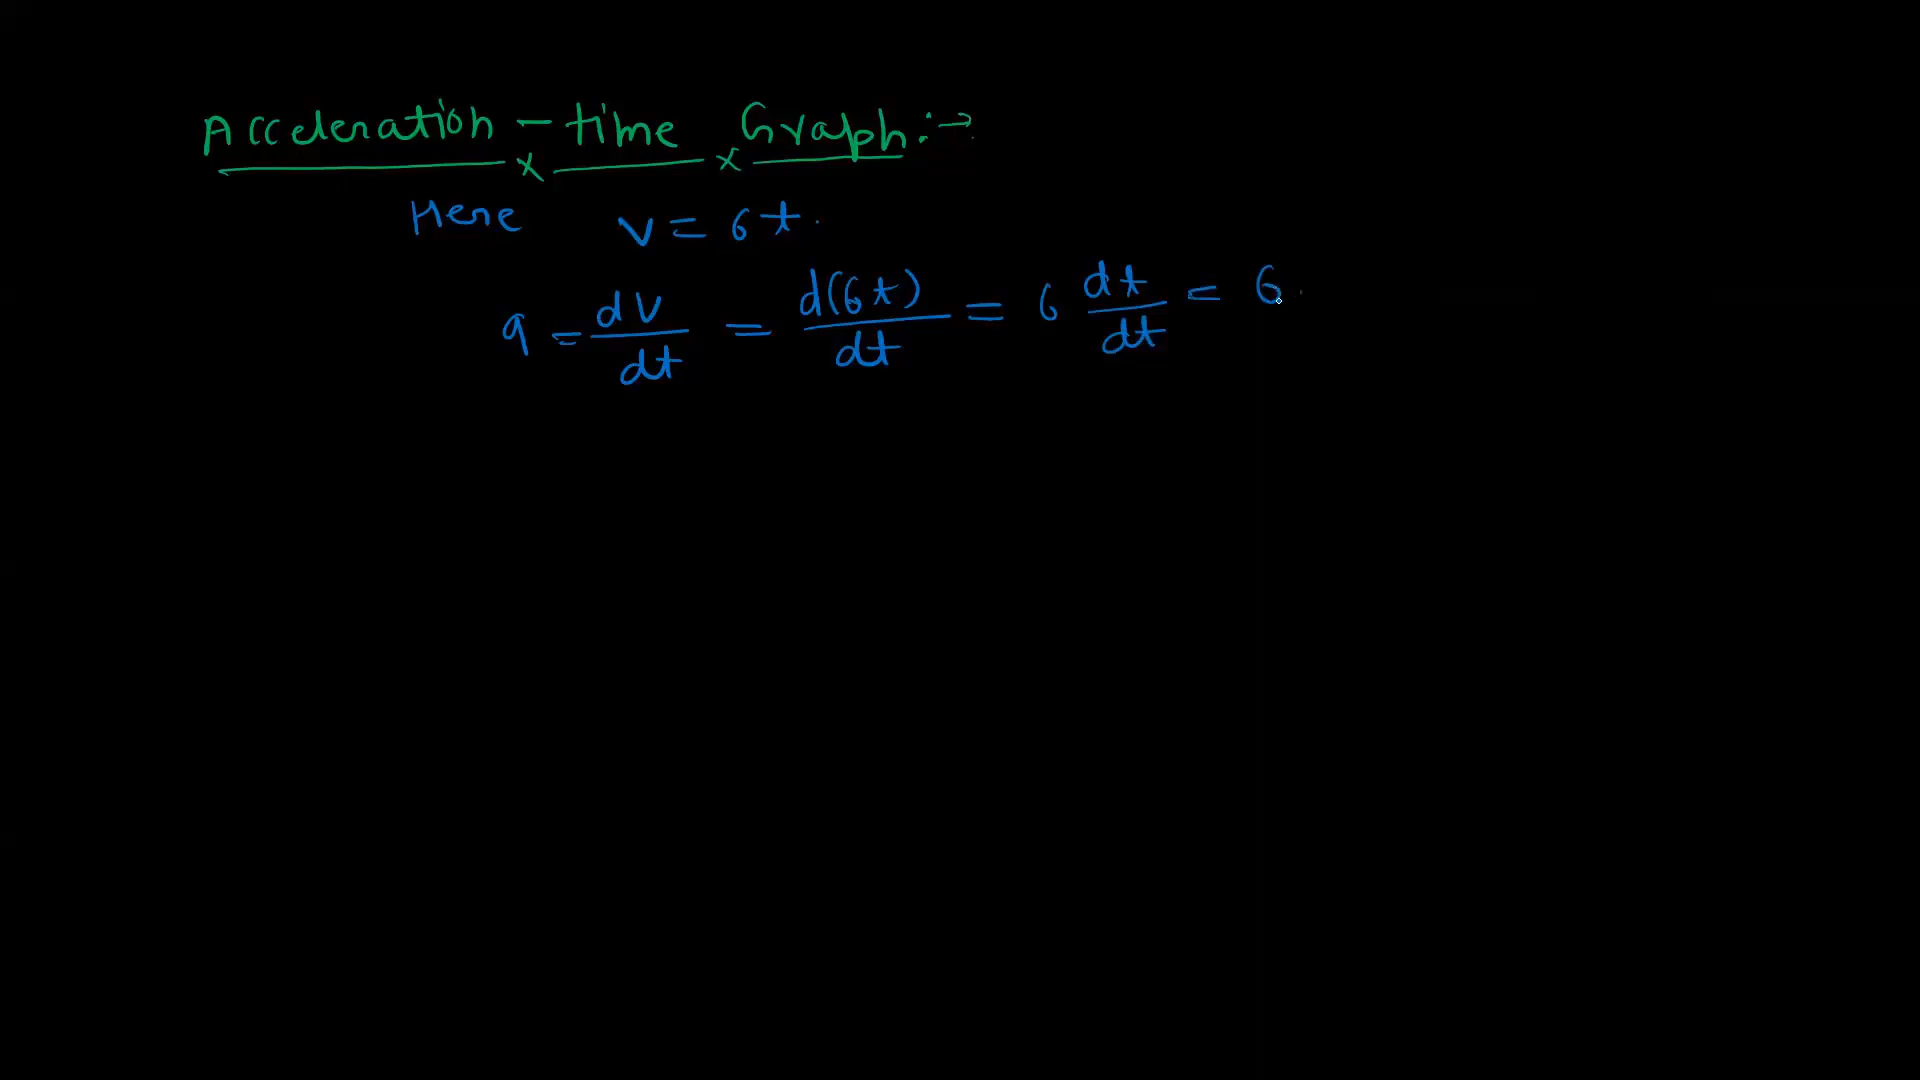 Acceleration - time Graph :→
Here v = 6t.
a = dv/dt = d(6t)/dt = 6 dt/dt = 6.